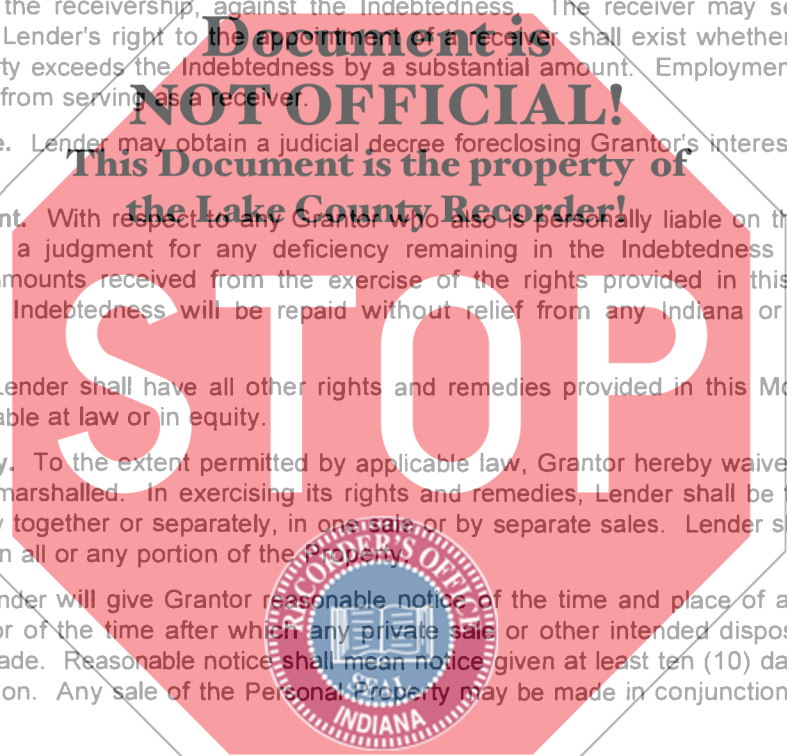 the receivership, against the Indebtedness. The receiver may se
Document is
Lender's right to the appointment of a receiver shall exist whether
ty exceeds the Indebtedness by a substantial amount. Employmen
NOT OFFICIAL!
from serving as a receiver.
e. Lender may obtain a judicial decree foreclosing Grantor's interes
This Document is the property of
the Lake County Recorder!
nt. With respect to any Grantor who also is personally liable on th
a judgment for any deficiency remaining in the Indebtedness
mounts received from the exercise of the rights provided in this
Indebtedness will be repaid without relief from any Indiana or
STOP
Lender shall have all other rights and remedies provided in this Mo
able at law or in equity.
y. To the extent permitted by applicable law, Grantor hereby waive
marshalled. In exercising its rights and remedies, Lender shall be f
y together or separately, in one sale or by separate sales. Lender s
n all or any portion of the Property.
RECORDER'S OFFICE
nder will give Grantor reasonable notice of the time and place of a
or of the time after which any private sale or other intended dispos
ade. Reasonable notice shall mean notice given at least ten (10) da
SEAL
on. Any sale of the Personal Property may be made in conjunction
INDIANA